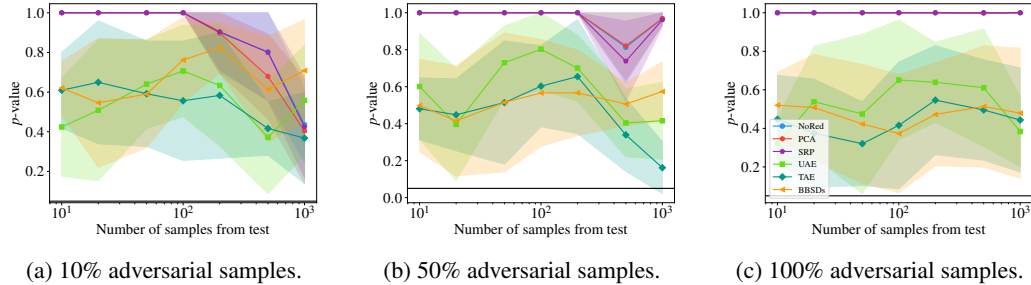 1.0
0.8
0.6
0.4
0.2
p-value
10¹
10²
10³
Number of samples from test
1.0
0.8
0.6
0.4
0.2
0.0
p-value
10¹
10²
10³
Number of samples from test
1.0
0.8
0.6
0.4
0.2
p-value
NoRed
PCA
SRP
UAE
TAE
BBSDs
10¹
10²
10³
Number of samples from test
(a) 10% adversarial samples.
(b) 50% adversarial samples.
(c) 100% adversarial samples.